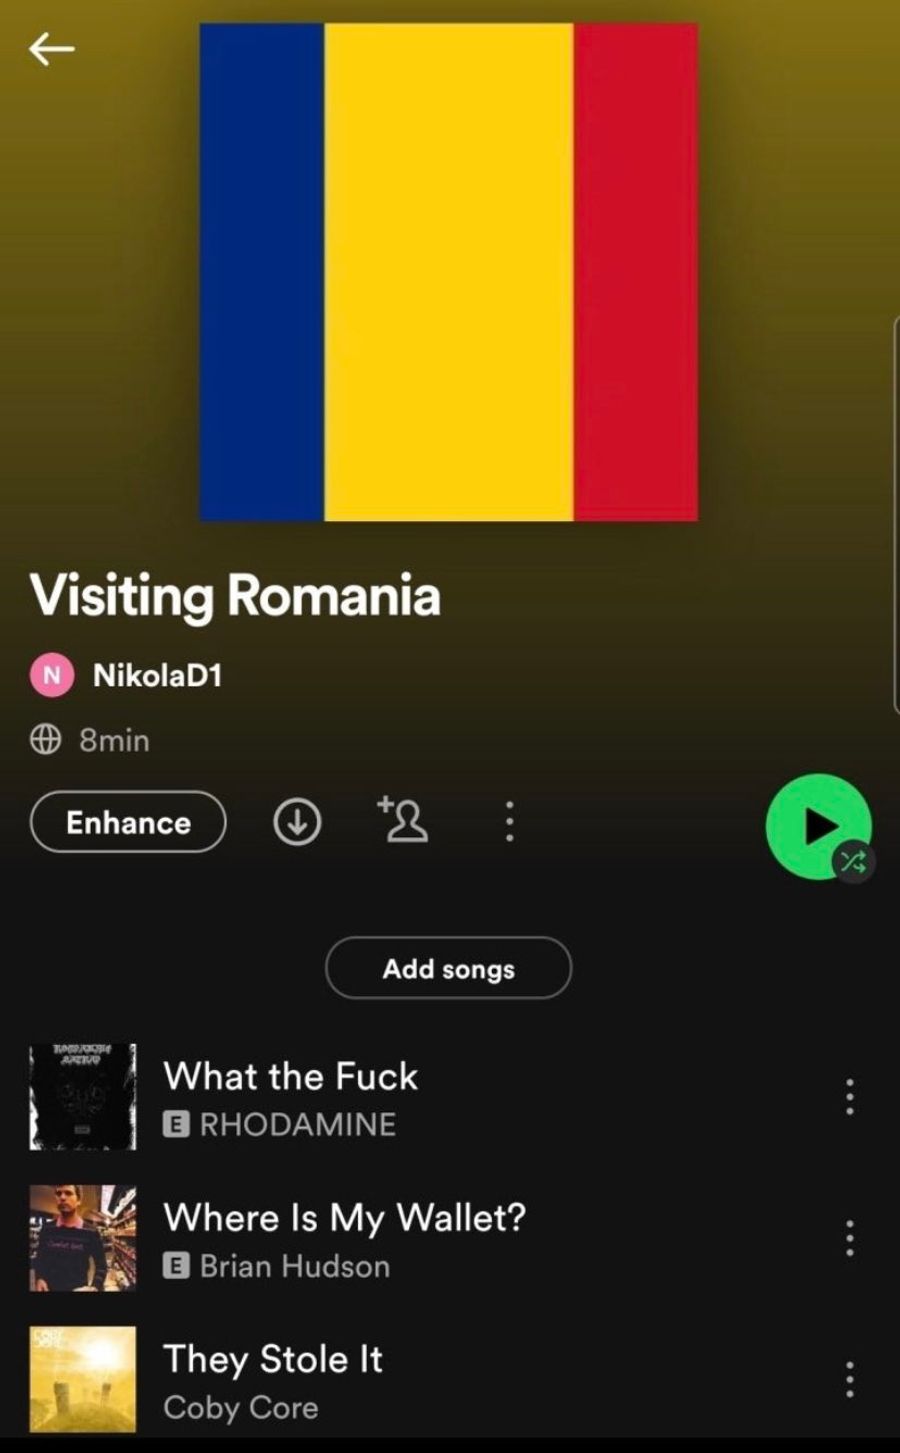 Visiting Romania
N NikolaD1
8min
Enhance
Add songs
What the Fuck
E RHODAMINE
Where Is My Wallet?
E Brian Hudson
They Stole It
Coby Core